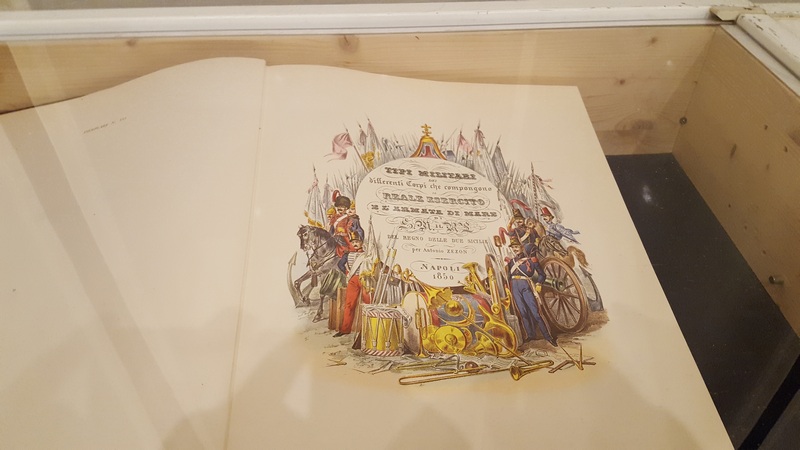 TIPI MILITARI
dei
differenti Corpi che compongono
REALE ESERCITO
E L' ARMATA DI MARE
DEL REGNO DELLE DUE SICILIE
per Antonio ZEZON
NAPOLI
1850